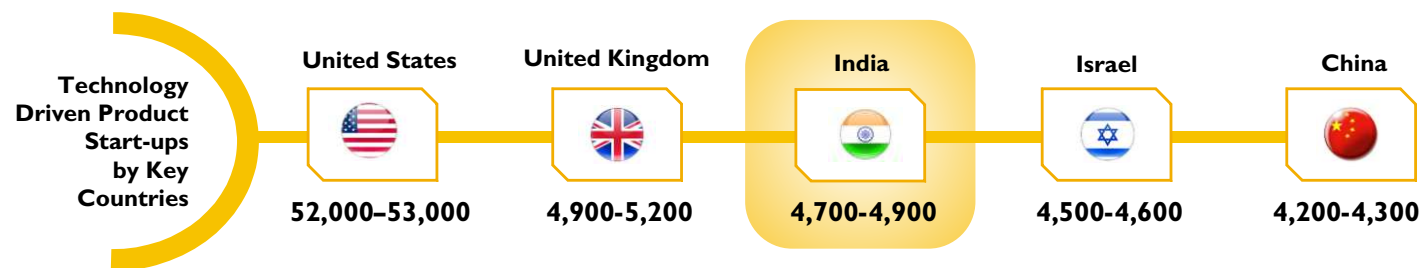 Technology
Driven Product
Start-ups
by Key
Countries
United States
52,000–53,000
United Kingdom
4,900-5,200
India
4,700-4,900
Israel
4,500-4,600
China
4,200-4,300